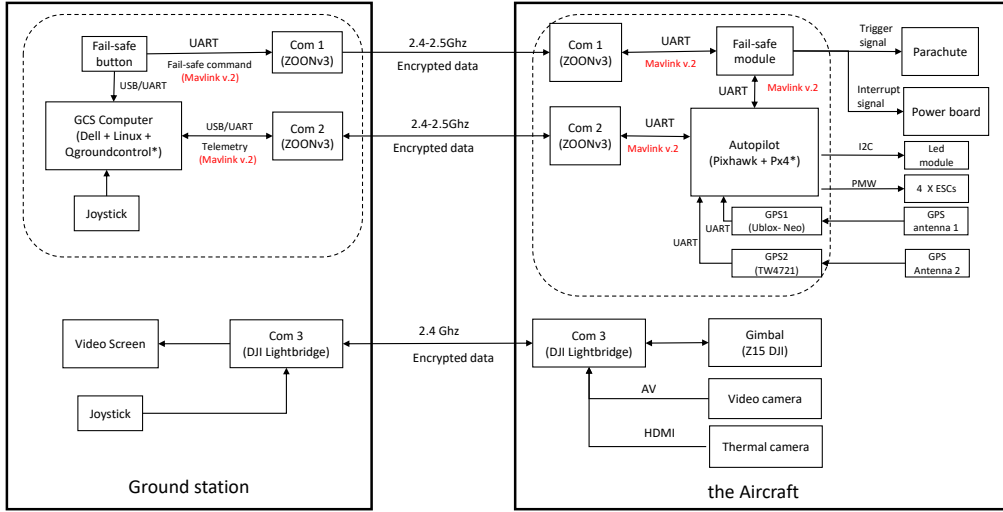 Fail-safe
button
UART
Fail-safe command
(Mavlink v.2)
Com 1
(ZOONv3)
2.4-2.5Ghz
Encrypted data
Com 1
(ZOONv3)
UART
Mavlink v.2
Fail-safe
module
Trigger
signal
Parachute
USB/UART
Mavlink v.2
UART
Interrupt
signal
Power board
GCS Computer
(Dell + Linux +
Qgroundcontrol*)
USB/UART
Telemetry
(Mavlink v.2)
Com 2
(ZOONv3)
2.4-2.5Ghz
Encrypted data
Com 2
(ZOONv3)
UART
Mavlink v.2
Autopilot
(Pixhawk + Px4*)
I2C
Led
module
PMW
4 X ESCs
Joystick
UART
GPS1
(Ublox- Neo)
GPS
antenna 1
UART
GPS2
(TW4721)
GPS
Antenna 2
Video Screen
Com 3
(DJI Lightbridge)
2.4 Ghz
Encrypted data
Com 3
(DJI Lightbridge)
Gimbal
(Z15 DJI)
Joystick
AV
Video camera
HDMI
Thermal camera
Ground station
the Aircraft